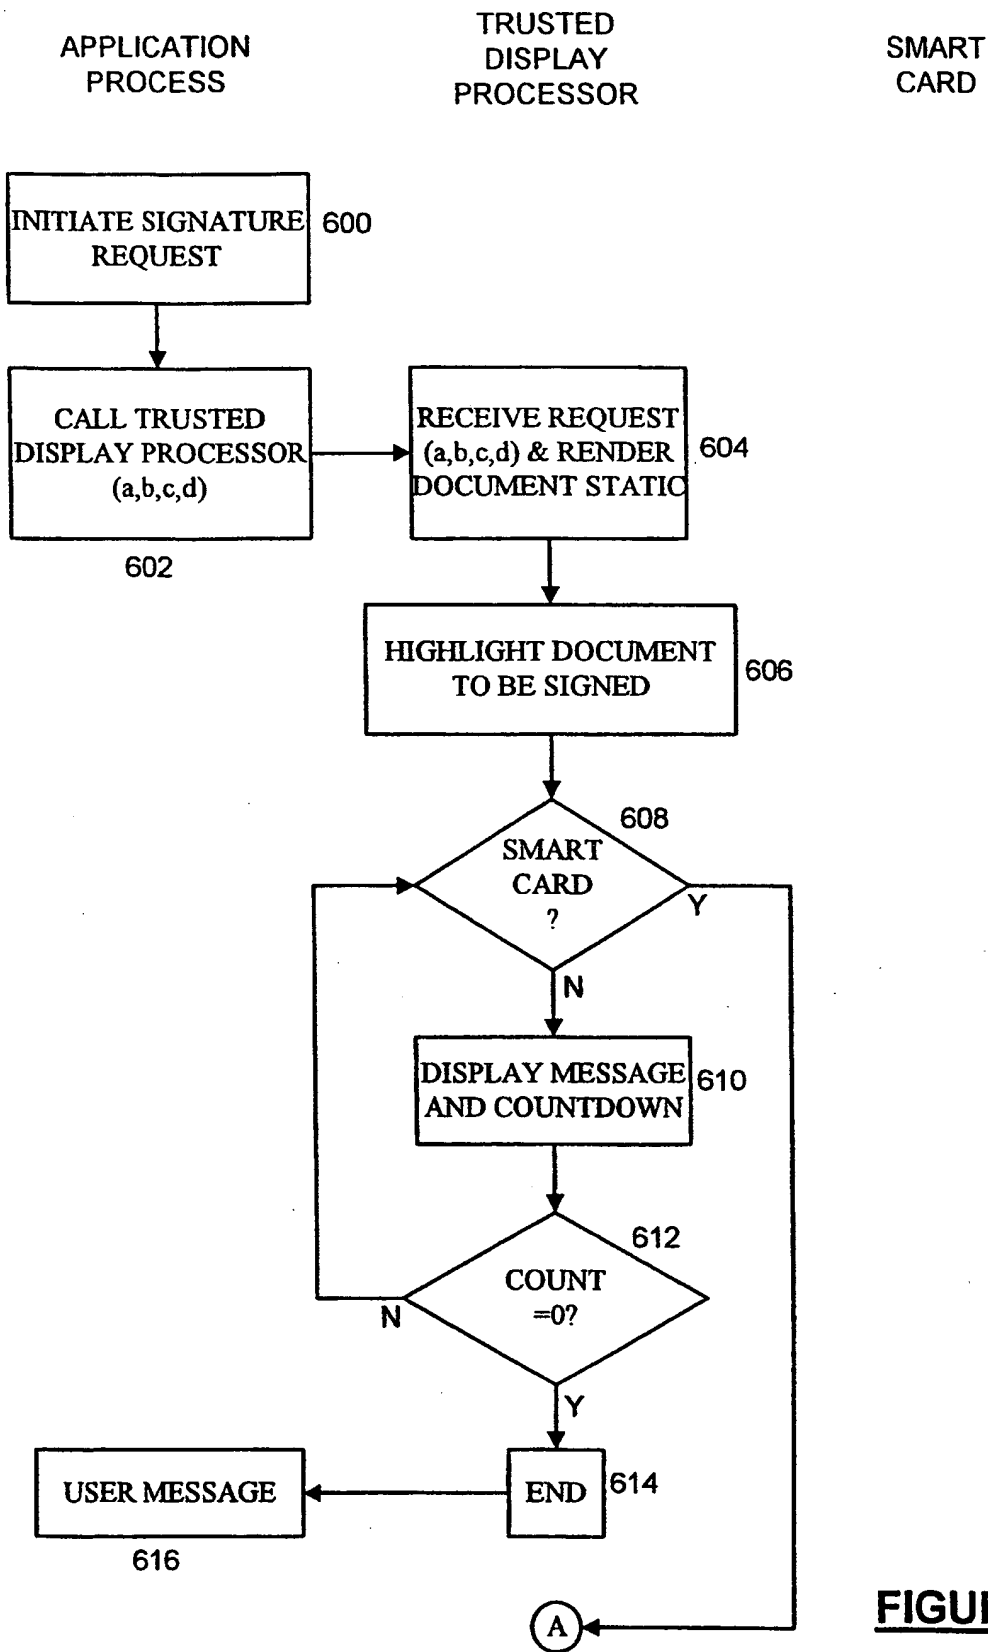 APPLICATION
PROCESS
TRUSTED
DISPLAY
PROCESSOR
SMART
CARD
INITIATE SIGNATURE
REQUEST
600
CALL TRUSTED
DISPLAY PROCESSOR
(a,b,c,d)
602
RECEIVE REQUEST
(a,b,c,d) & RENDER
DOCUMENT STATIC
604
HIGHLIGHT DOCUMENT
TO BE SIGNED
606
608
SMART
CARD
?
Y
N
DISPLAY MESSAGE
AND COUNTDOWN
610
612
COUNT
=0?
N
Y
USER MESSAGE
616
END
614
A